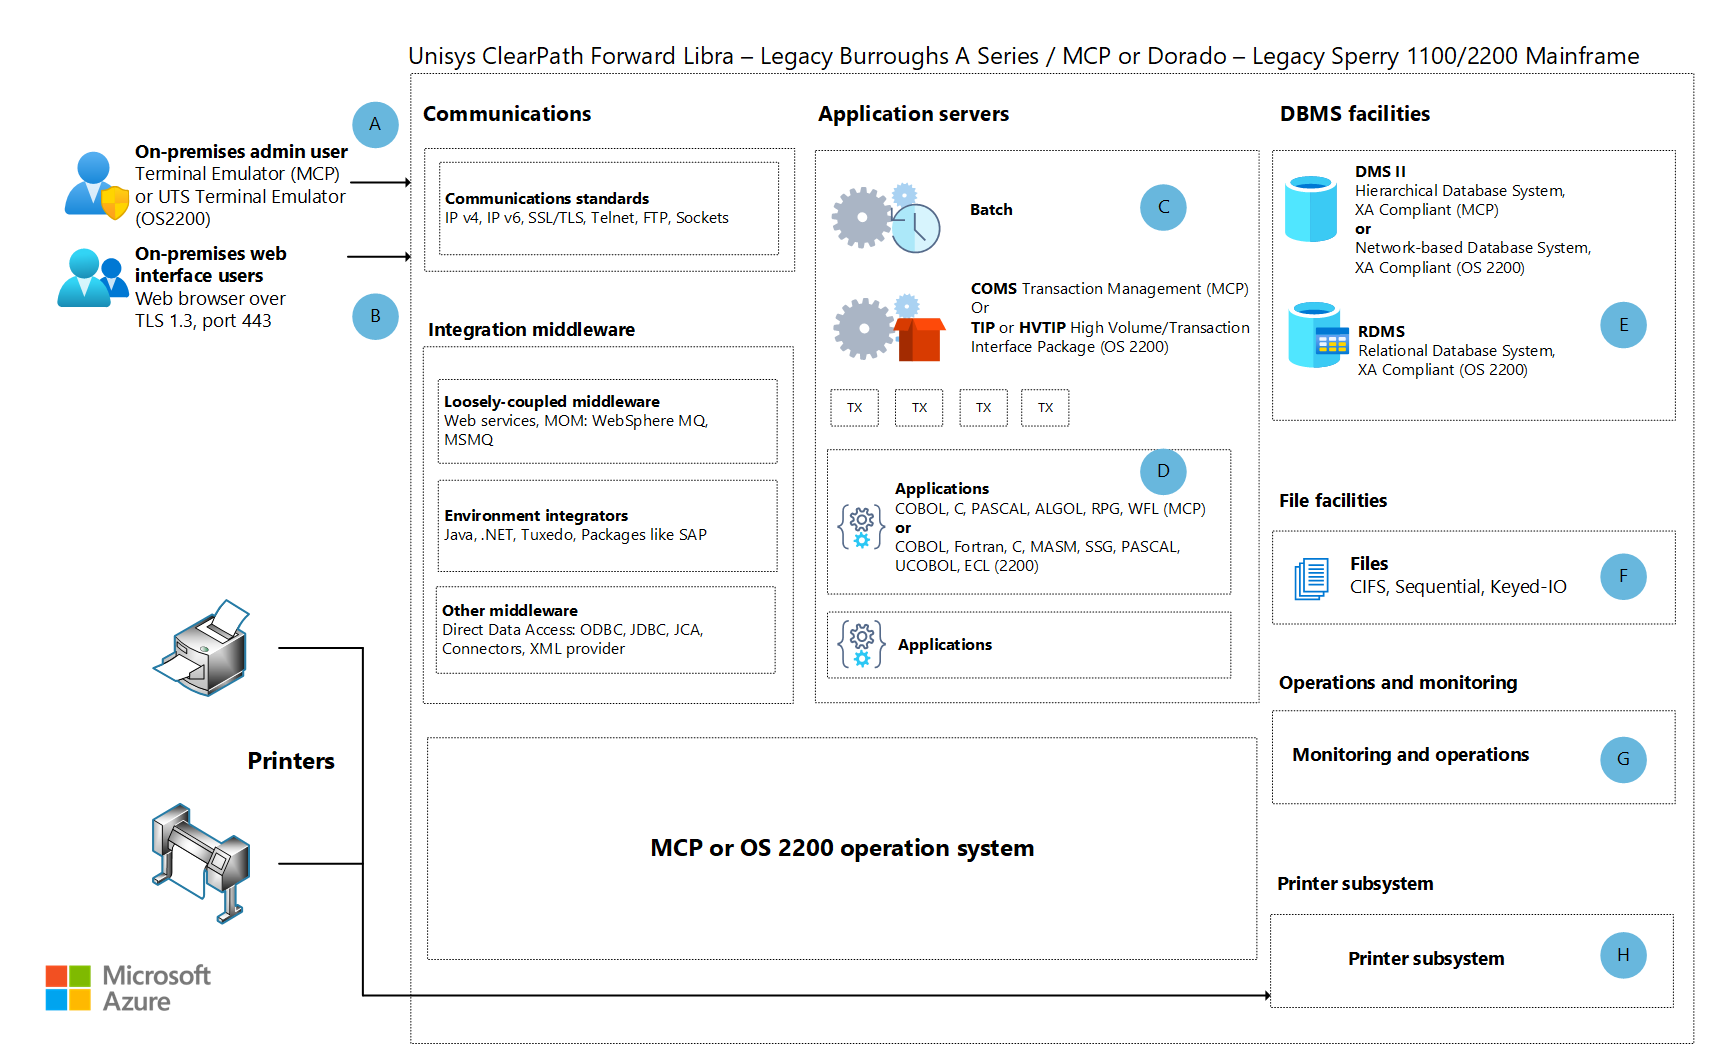 Unisys ClearPath Forward Libra – Legacy Burroughs A Series / MCP or Dorado – Legacy Sperry 1100/2200 Mainframe
A
On-premises admin user
Terminal Emulator (MCP)
or UTS Terminal Emulator
(OS2200)
On-premises web
interface users
Web browser over
TLS 1.3, port 443
B
Printers
Microsoft
Azure
Communications
Communications standards
IP v4, IP v6, SSL/TLS, Telnet, FTP, Sockets
Integration middleware
Loosely-coupled middleware
Web services, MOM: WebSphere MQ,
MSMQ
Environment integrators
Java, .NET, Tuxedo, Packages like SAP
Other middleware
Direct Data Access: ODBC, JDBC, JCA,
Connectors, XML provider
Application servers
Batch
C
COMS Transaction Management (MCP)
Or
TIP or HVTIP High Volume/Transaction
Interface Package (OS 2200)
TX
TX
TX
TX
D
Applications
COBOL, C, PASCAL, ALGOL, RPG, WFL (MCP)
or
COBOL, Fortran, C, MASM, SSG, PASCAL,
UCOBOL, ECL (2200)
Applications
MCP or OS 2200 operation system
DBMS facilities
DMS II
Hierarchical Database System,
XA Compliant (MCP)
or
Network-based Database System,
XA Compliant (OS 2200)
E
RDMS
Relational Database System,
XA Compliant (OS 2200)
File facilities
Files
CIFS, Sequential, Keyed-IO
F
Operations and monitoring
Monitoring and operations
G
Printer subsystem
Printer subsystem
H